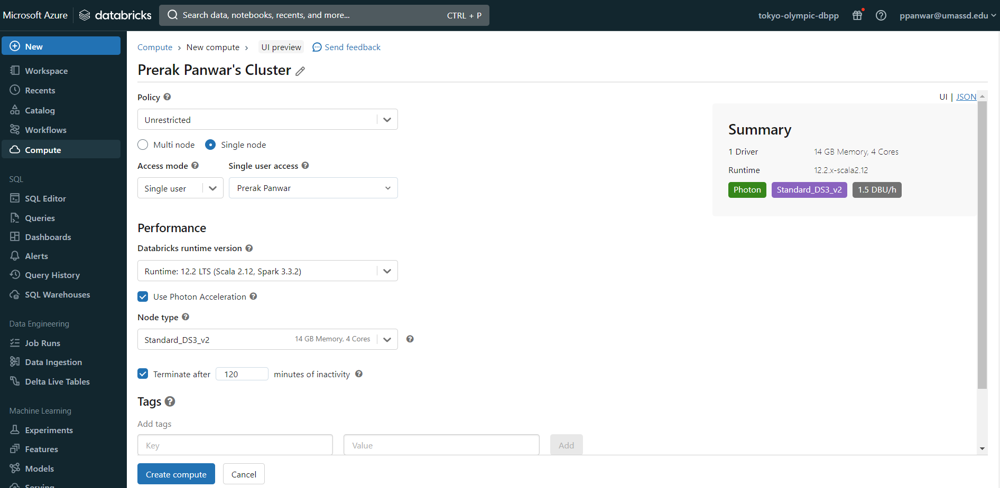 Microsoft Azure databricks Search data, notebooks, recents, and more... CTRL + P tokyo-olympic-dbpp ppanwar@umassd.edu
New
Workspace
Recents
Catalog
Workflows
Compute
SQL
SQL Editor
Queries
Dashboards
Alerts
Query History
SQL Warehouses
Data Engineering
Job Runs
Data Ingestion
Delta Live Tables
Machine Learning
Experiments
Features
Models
Serving
Compute › New compute › UI preview Send feedback
Prerak Panwar's Cluster
Policy
Unrestricted
Multi node Single node
Access mode Single user access
Single user Prerak Panwar
Performance
Databricks runtime version
Runtime: 12.2 LTS (Scala 2.12, Spark 3.3.2)
Use Photon Acceleration
Node type
Standard_DS3_v2 14 GB Memory, 4 Cores
Terminate after 120 minutes of inactivity
Tags
Add tags
Key Value Add
Create compute Cancel
UI | JSON
Summary
1 Driver 14 GB Memory, 4 Cores
Runtime 12.2.x-scala2.12
Photon Standard_DS3_v2 1.5 DBU/h